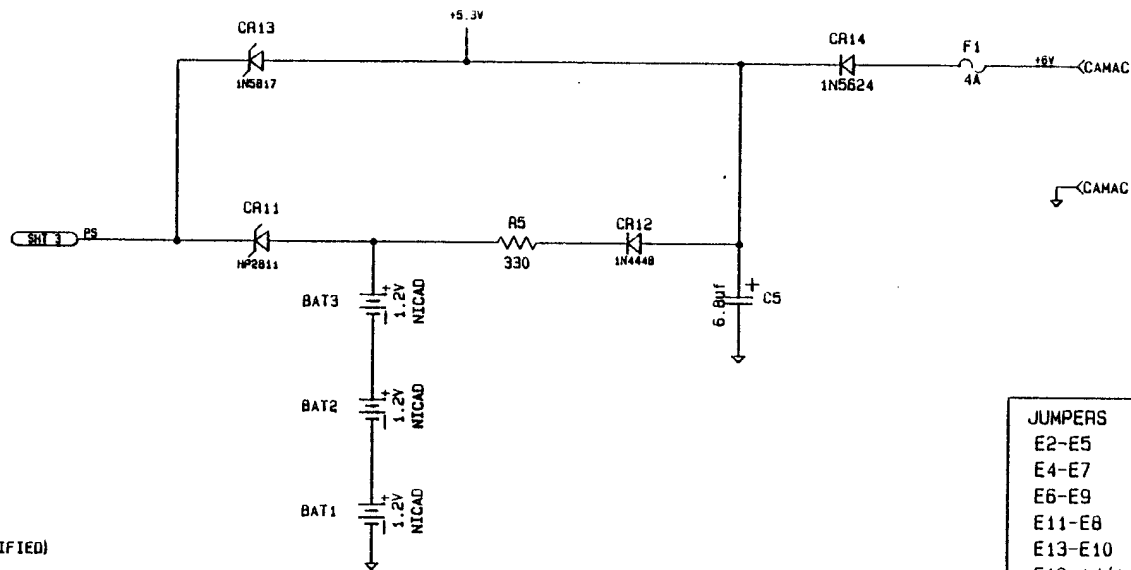 +5.3V
CR13
1N5817
CR14
1N5624
F1
4A
+6V
CAMAC
CAMAC
SHT 3
PS
CR11
HP2811
R5
330
CR12
1N4448
6.8uf
+
C5
BAT3
+
1.2V
NICAD
BAT2
+
1.2V
NICAD
BAT1
+
1.2V
NICAD
IFIED)
JUMPERS
E2-E5
E4-E7
E6-E9
E11-E8
E13-E10